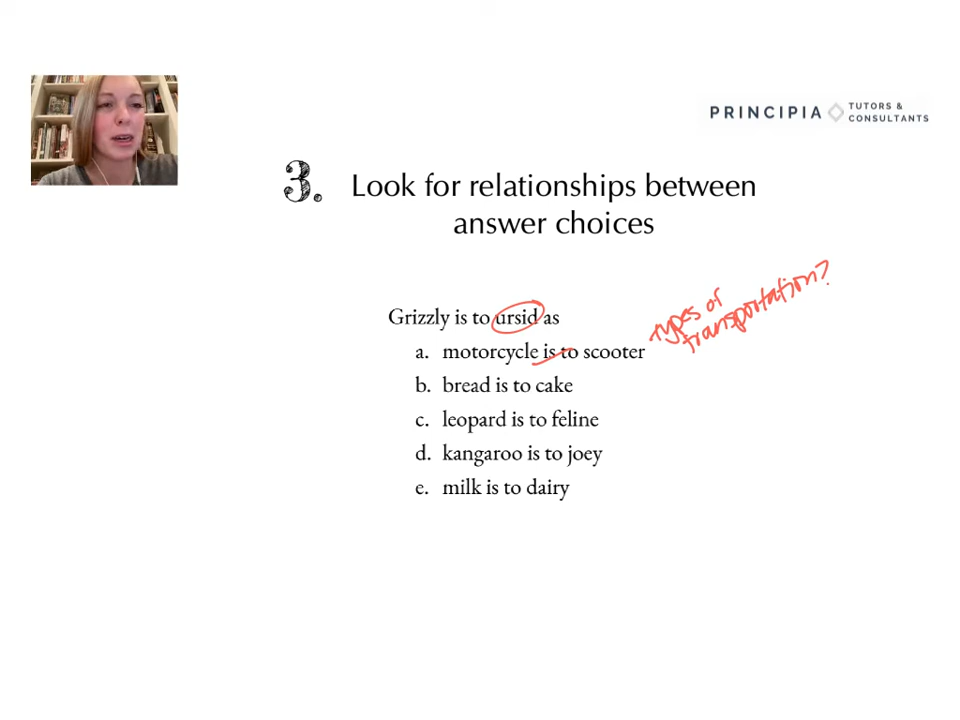 PRINCIPIA
TUTORS &
CONSULTANTS
3. Look for relationships between
answer choices
Types of
transportation?
Grizzly is to ursid as
a. motorcycle is to scooter
b. bread is to cake
c. leopard is to feline
d. kangaroo is to joey
e. milk is to dairy